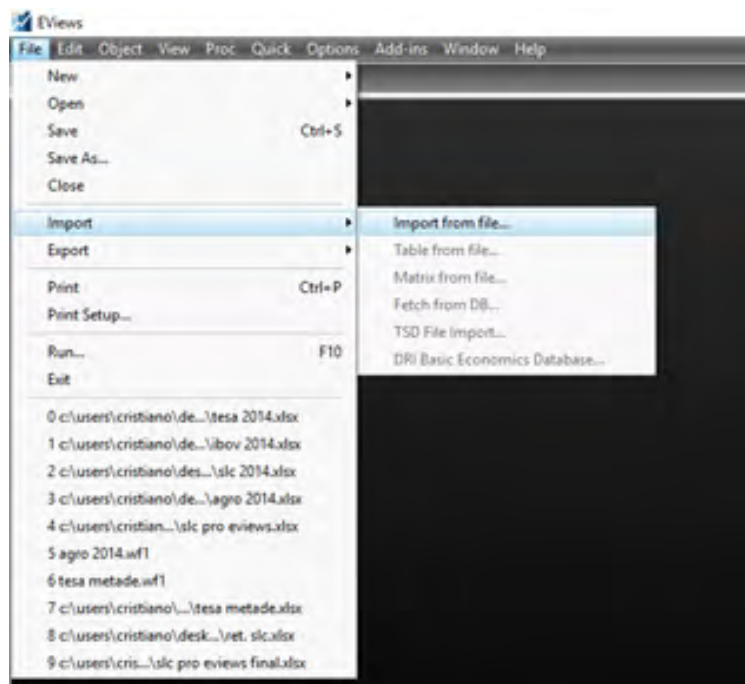 EViews
File Edit Object View Proc Quick Options Add-ins Window Help
New
Open
Save Ctrl+S
Save As...
Close
Import
Export
Print Ctrl+P
Print Setup...
Run... F10
Exit
0 c:\users\cristiano\de...\tesa 2014.xlsx
1 c:\users\cristiano\de...\ibov 2014.xlsx
2 c:\users\cristiano\des...\slc 2014.xlsx
3 c:\users\cristiano\de...\agro 2014.xlsx
4 c:\users\cristian...\slc pro eviews.xlsx
5 agro 2014.wf1
6 tesa metade.wf1
7 c:\users\cristiano\...\tesa metade.xlsx
8 c:\users\cristiano\desk...\ret. slc.xlsx
9 c:\users\cris...\slc pro eviews final.xlsx
Import from file...
Table from file...
Matrix from file...
Fetch from DB...
TSD File Import...
DRI Basic Economics Database...